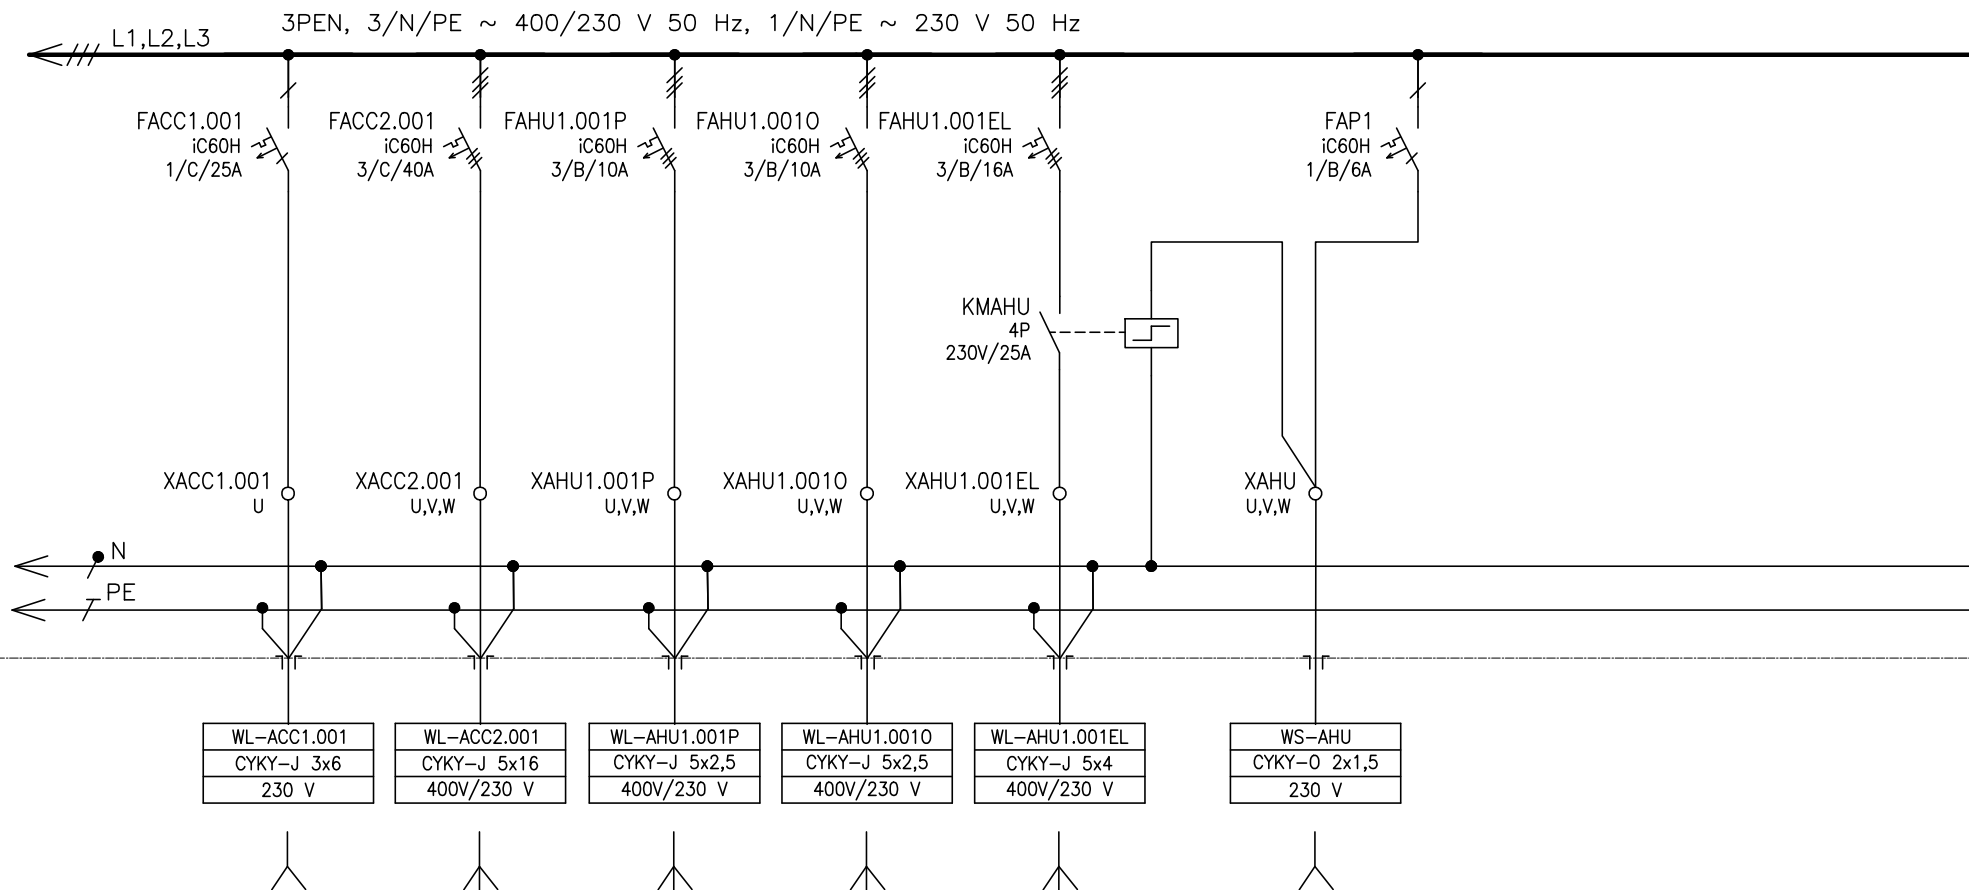 3PEN, 3/N/PE ~ 400/230 V 50 Hz, 1/N/PE ~ 230 V 50 Hz
L1,L2,L3
FACC1.001
iC60H
1/C/25A
FACC2.001
iC60H
3/C/40A
FAHU1.001P
iC60H
3/B/10A
FAHU1.001O
iC60H
3/B/10A
FAHU1.001EL
iC60H
3/B/16A
FAP1
iC60H
1/B/6A
KMAHU
4P
230V/25A
XACC1.001
U
XACC2.001
U,V,W
XAHU1.001P
U,V,W
XAHU1.001O
U,V,W
XAHU1.001EL
U,V,W
XAHU
U,V,W
N
PE
WL-ACC1.001
CYKY-J 3x6
230 V
WL-ACC2.001
CYKY-J 5x16
400V/230 V
WL-AHU1.001P
CYKY-J 5x2,5
400V/230 V
WL-AHU1.001O
CYKY-J 5x2,5
400V/230 V
WL-AHU1.001EL
CYKY-J 5x4
400V/230 V
WS-AHU
CYKY-O 2x1,5
230 V